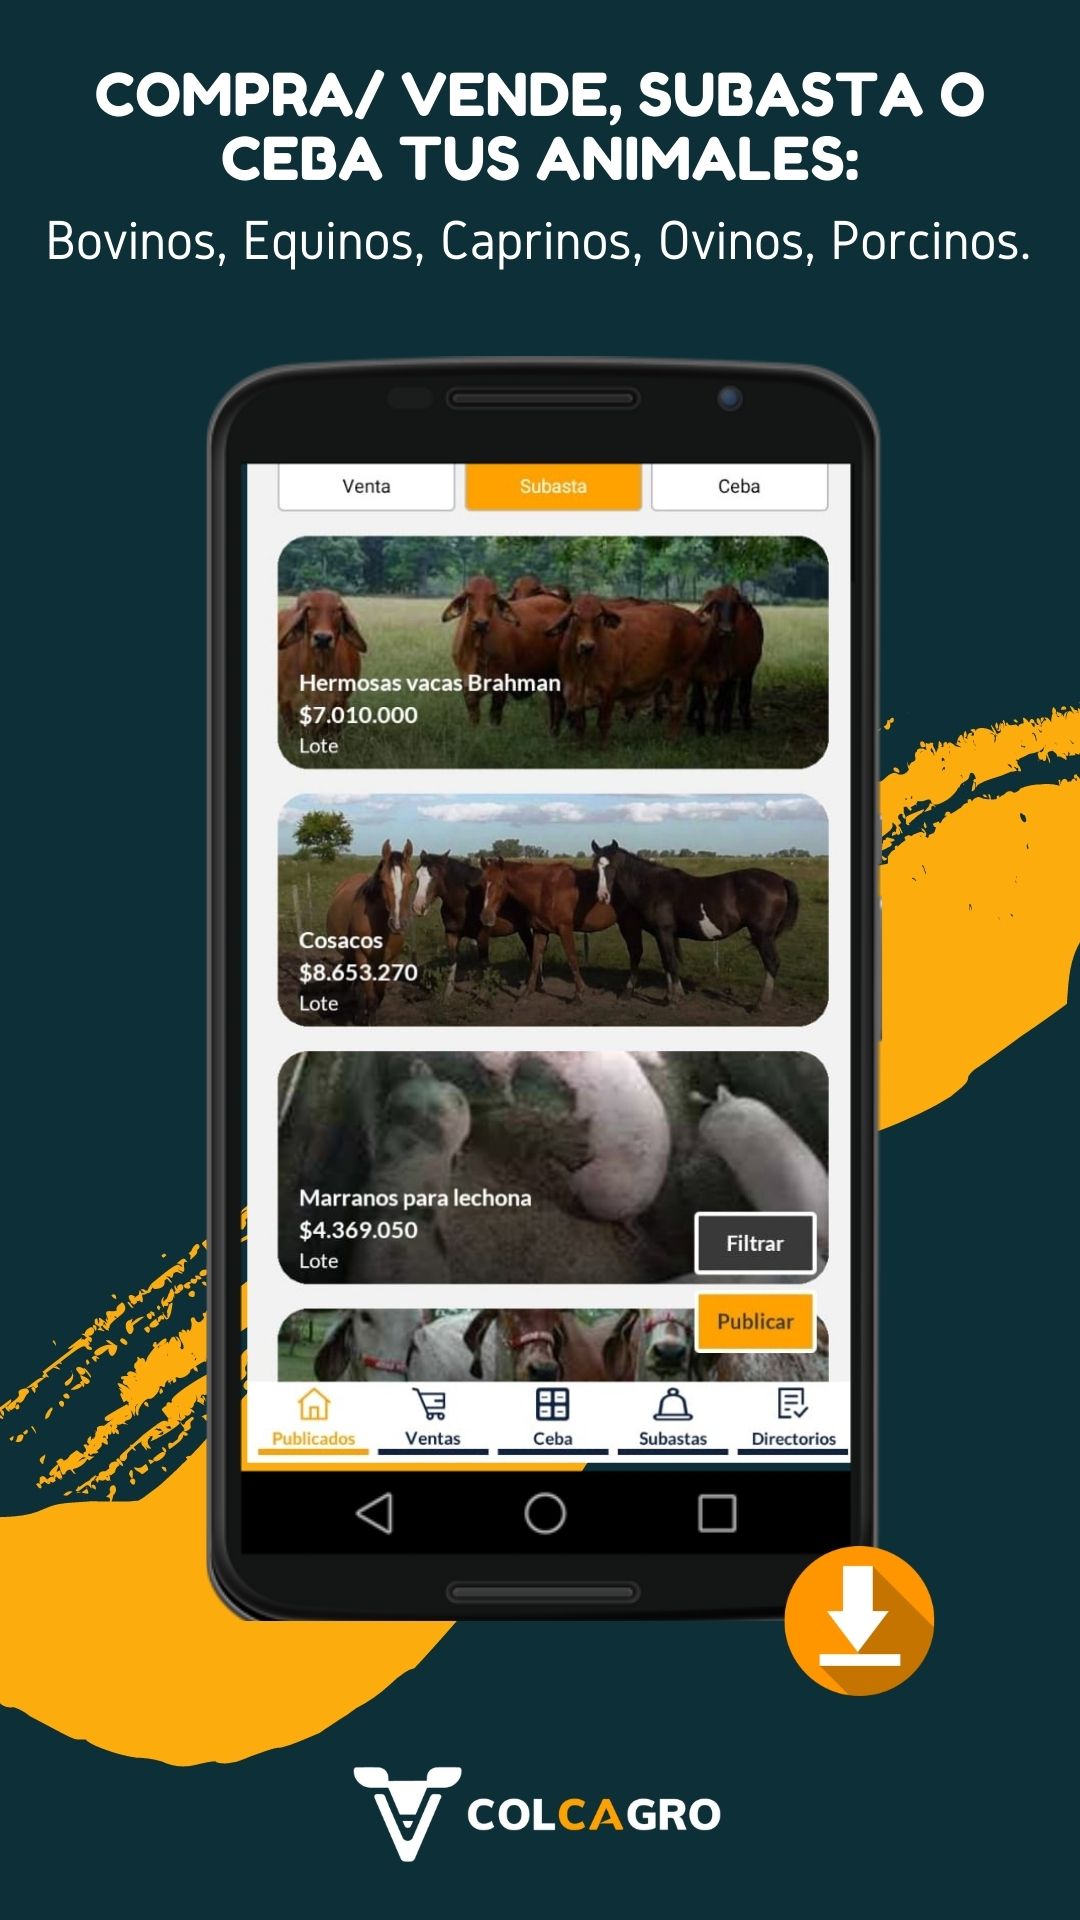 COMPRA/ VENDE, SUBASTA O
CEBA TUS ANIMALES:
Bovinos, Equinos, Caprinos, Ovinos, Porcinos.
Venta Subasta Ceba
Hermosas vacas Brahman
$7.010.000
Lote
Cosacos
$8.653.270
Lote
Marranos para lechona
$4.369.050
Lote
Filtrar
Publicar
Publicados Ventas Ceba Subastas Directorios
COLCAGRO